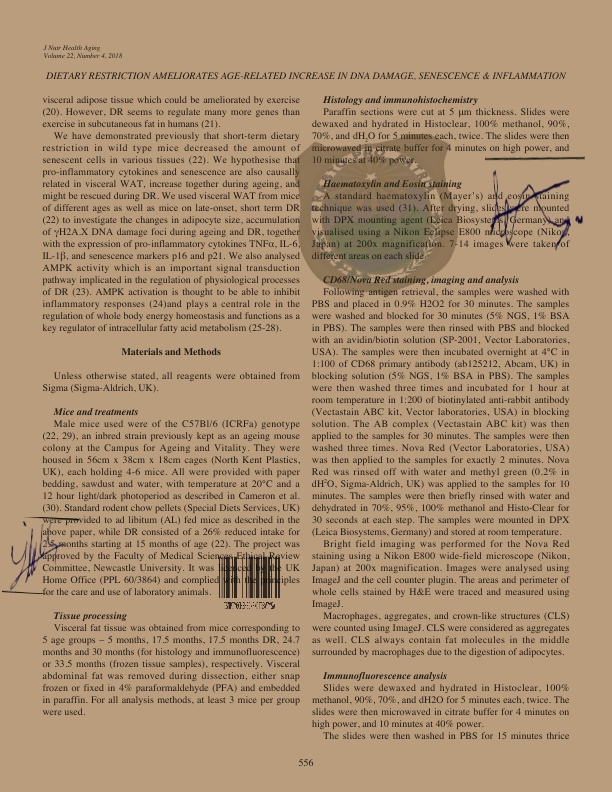 J Nutr Health Aging
Volume 22, Number 4, 2018
DIETARY RESTRICTION AMELIORATES AGE-RELATED INCREASE IN DNA DAMAGE, SENESCENCE & INFLAMMATION
visceral adipose tissue which could be ameliorated by exercise
(20). However, DR seems to regulate many more genes than
exercise in subcutaneous fat in humans (21).
We have demonstrated previously that short-term dietary
restriction in wild type mice decreased the amount of
senescent cells in various tissues (22). We hypothesise that
pro-inflammatory cytokines and senescence are also causally
related in visceral WAT, increase together during ageing, and
might be rescued during DR. We used visceral WAT from mice
of different ages as well as mice on late-onset, short term DR
(22) to investigate the changes in adipocyte size, accumulation
of γH2A.X DNA damage foci during ageing and DR, together
with the expression of pro-inflammatory cytokines TNFα, IL-6,
IL-1β, and senescence markers p16 and p21. We also analysed
AMPK activity which is an important signal transduction
pathway implicated in the regulation of physiological processes
of DR (23). AMPK activation is thought to be able to inhibit
inflammatory responses (24)and plays a central role in the
regulation of whole body energy homeostasis and functions as a
key regulator of intracellular fatty acid metabolism (25-28).
Materials and Methods
Unless otherwise stated, all reagents were obtained from
Sigma (Sigma-Aldrich, UK).
Mice and treatments
Male mice used were of the C57Bl/6 (ICRFa) genotype
(22, 29), an inbred strain previously kept as an ageing mouse
colony at the Campus for Ageing and Vitality. They were
housed in 56cm x 38cm x 18cm cages (North Kent Plastics,
UK), each holding 4-6 mice. All were provided with paper
bedding, sawdust and water, with temperature at 20°C and a
12 hour light/dark photoperiod as described in Cameron et al.
(30). Standard rodent chow pellets (Special Diets Services, UK)
were provided to ad libitum (AL) fed mice as described in the
above paper, while DR consisted of a 26% reduced intake for
2.5 months starting at 15 months of age (22). The project was
approved by the Faculty of Medical Sciences Ethical Review
Committee, Newcastle University. It was licenced by the UK
Home Office (PPL 60/3864) and complied with the principles
for the care and use of laboratory animals.
Tissue processing
Visceral fat tissue was obtained from mice corresponding to
5 age groups – 5 months, 17.5 months, 17.5 months DR, 24.7
months and 30 months (for histology and immunofluorescence)
or 33.5 months (frozen tissue samples), respectively. Visceral
abdominal fat was removed during dissection, either snap
frozen or fixed in 4% paraformaldehyde (PFA) and embedded
in paraffin. For all analysis methods, at least 3 mice per group
were used.
Histology and immunohistochemistry
Paraffin sections were cut at 5 µm thickness. Slides were
dewaxed and hydrated in Histoclear, 100% methanol, 90%,
70%, and dH₂O for 5 minutes each, twice. The slides were then
microwaved in citrate buffer for 4 minutes on high power, and
10 minutes at 40% power.
Haematoxylin and Eosin staining
A standard haematoxylin (Mayer's) and eosin staining
technique was used (31). After drying, slides were mounted
with DPX mounting agent (Leica Biosystems, Germany) and
visualised using a Nikon Eclipse E800 microscope (Nikon,
Japan) at 200x magnification. 7-14 images were taken of
different areas on each slide.
CD68/Nova Red staining, imaging and analysis
Following antigen retrieval, the samples were washed with
PBS and placed in 0.9% H2O2 for 30 minutes. The samples
were washed and blocked for 30 minutes (5% NGS, 1% BSA
in PBS). The samples were then rinsed with PBS and blocked
with an avidin/biotin solution (SP-2001, Vector Laboratories,
USA). The samples were then incubated overnight at 4°C in
1:100 of CD68 primary antibody (ab125212, Abcam, UK) in
blocking solution (5% NGS, 1% BSA in PBS). The samples
were then washed three times and incubated for 1 hour at
room temperature in 1:200 of biotinylated anti-rabbit antibody
(Vectastain ABC kit, Vector laboratories, USA) in blocking
solution. The AB complex (Vectastain ABC kit) was then
applied to the samples for 30 minutes. The samples were then
washed three times. Nova Red (Vector Laboratories, USA)
was then applied to the samples for exactly 2 minutes. Nova
Red was rinsed off with water and methyl green (0.2% in
dH²O, Sigma UK) was applied to the samples for 10
minutes. The samples were then briefly rinsed with water and
dehydrated in 70%, 95%, 100% methanol and Histo-Clear for
30 seconds at each step. The samples were mounted in DPX
(Leica Biosystems, Germany) and stored at room temperature.
Bright field imaging was performed for the Nova Red
staining using a Nikon E800 wide-field microscope (Nikon,
Japan) at 200x magnification. Images were analysed using
ImageJ and the cell counter plugin. The areas and perimeter of
whole cells stained by H&E were traced and measured using
ImageJ.
Macrophages, aggregates, and crown-like structures (CLS)
were counted using ImageJ. CLS were considered as aggregates
as well. CLS always contain fat molecules in the middle
surrounded by macrophages due to the digestion of adipocytes.
Immunofluorescence analysis
Slides were dewaxed and hydrated in Histoclear, 100%
methanol, 90%, 70%, and dH2O for 5 minutes each, twice. The
slides were then microwaved in citrate buffer for 4 minutes on
high power, and 10 minutes at 40% power.
The slides were then washed in PBS for 15 minutes thrice
556